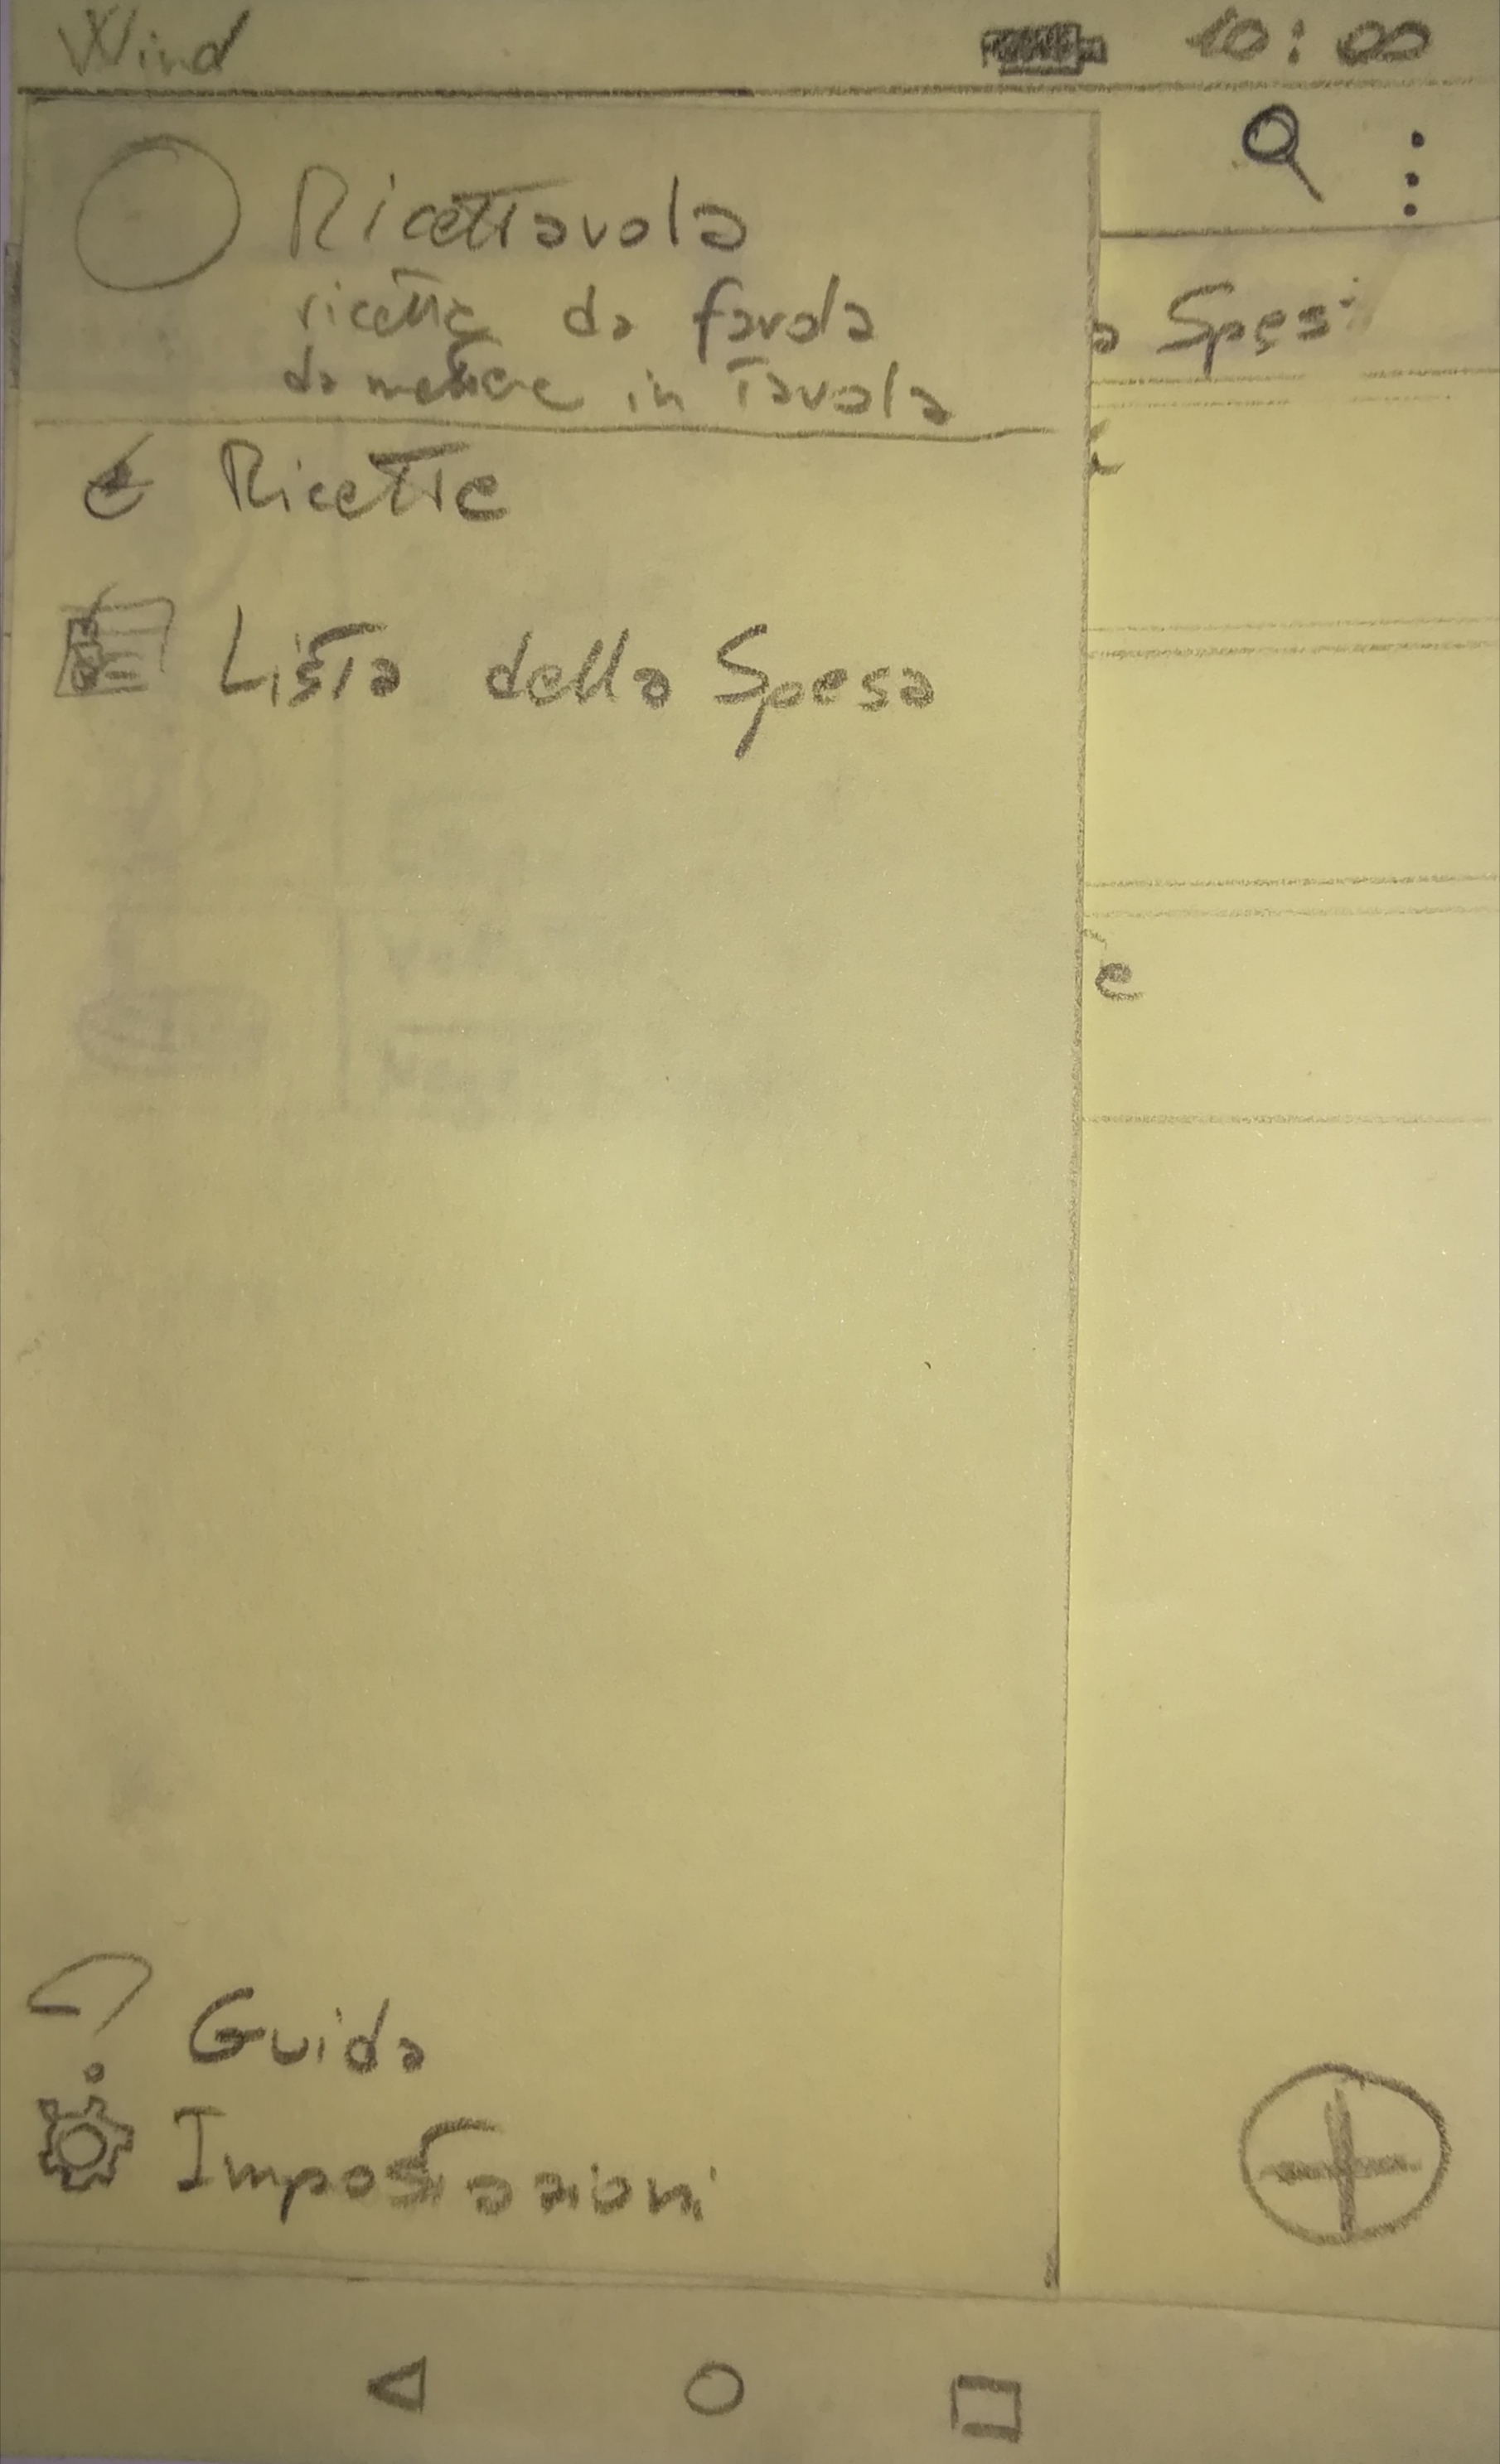 Wind 10:00
Ricettavola
ricette da favola
da mettere in Tavola
a Spesa
Ricette
Lista della Spesa
e
Guida
Impostazioni